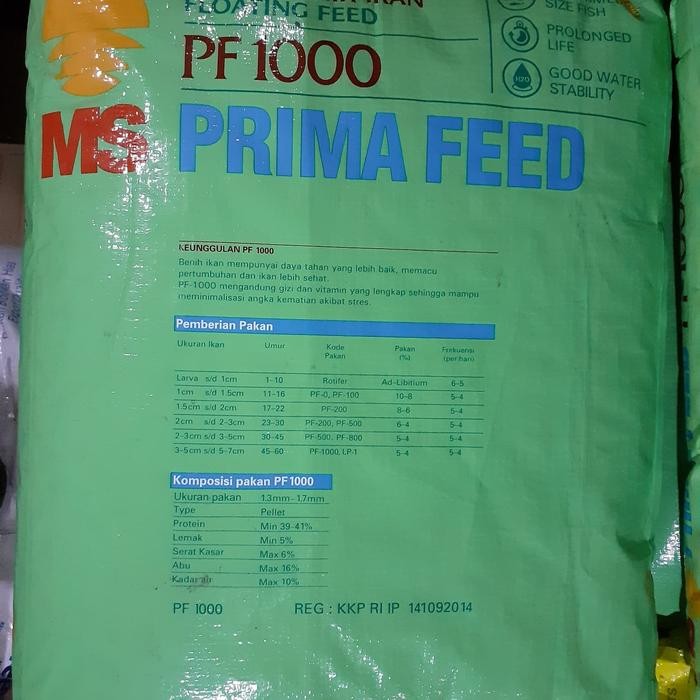 FLOATING FEED
PF 1000
SIZE FISH
PROLONGED
LIFE
H2O
GOOD WATER
STABILITY
MS PRIMA FEED
KEUNGGULAN PF 1000
Benih ikan mempunyai daya tahan yang lebih baik, memacu
pertumbuhan dan ikan lebih sehat.
PF-1000 mengandung gizi dan vitamin yang lengkap sehingga mampu
meminimalisasi angka kematian akibat stres.
Pemberian Pakan
Ukuran Ikan Umur Kode Pakan Pakan (%) Frekuensi (per hari)
Larva s/d 1cm 1-10 Rotifer Ad-Libitium 6-5
1cm s/d 1.5cm 11-16 PF-0, PF-100 10-8 5-4
1.5cm s/d 2cm 17-22 PF-200 8-6 5-4
2cm s/d 2-3cm 23-30 PF-200, PF-500 6-4 5-4
2-3cm s/d 3-5cm 30-45 PF-500, PF-800 5-4 5-4
3-5cm s/d 5-7cm 45-60 PF-1000, LP-1 5-4 5-4
Komposisi pakan PF1000
Ukuran pakan 1.3mm-1.7mm
Type Pellet
Protein Min 39-41%
Lemak Min 5%
Serat Kasar Max 6%
Abu Max 16%
Kadar air Max 10%
PF 1000 REG : KKP RI IP 141092014